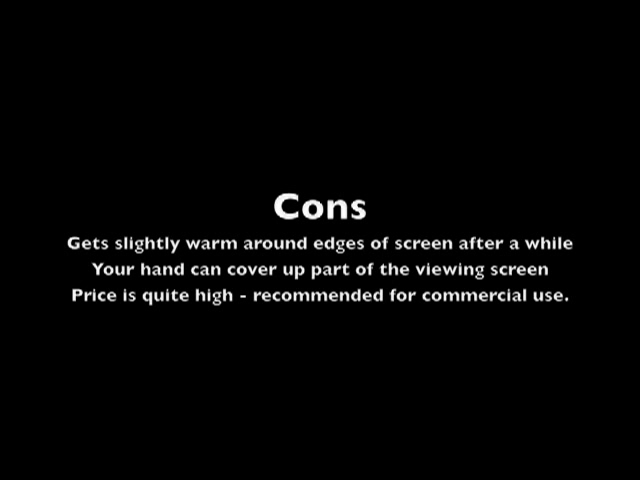 Cons
Gets slightly warm around edges of screen after a while
Your hand can cover up part of the viewing screen
Price is quite high - recommended for commercial use.